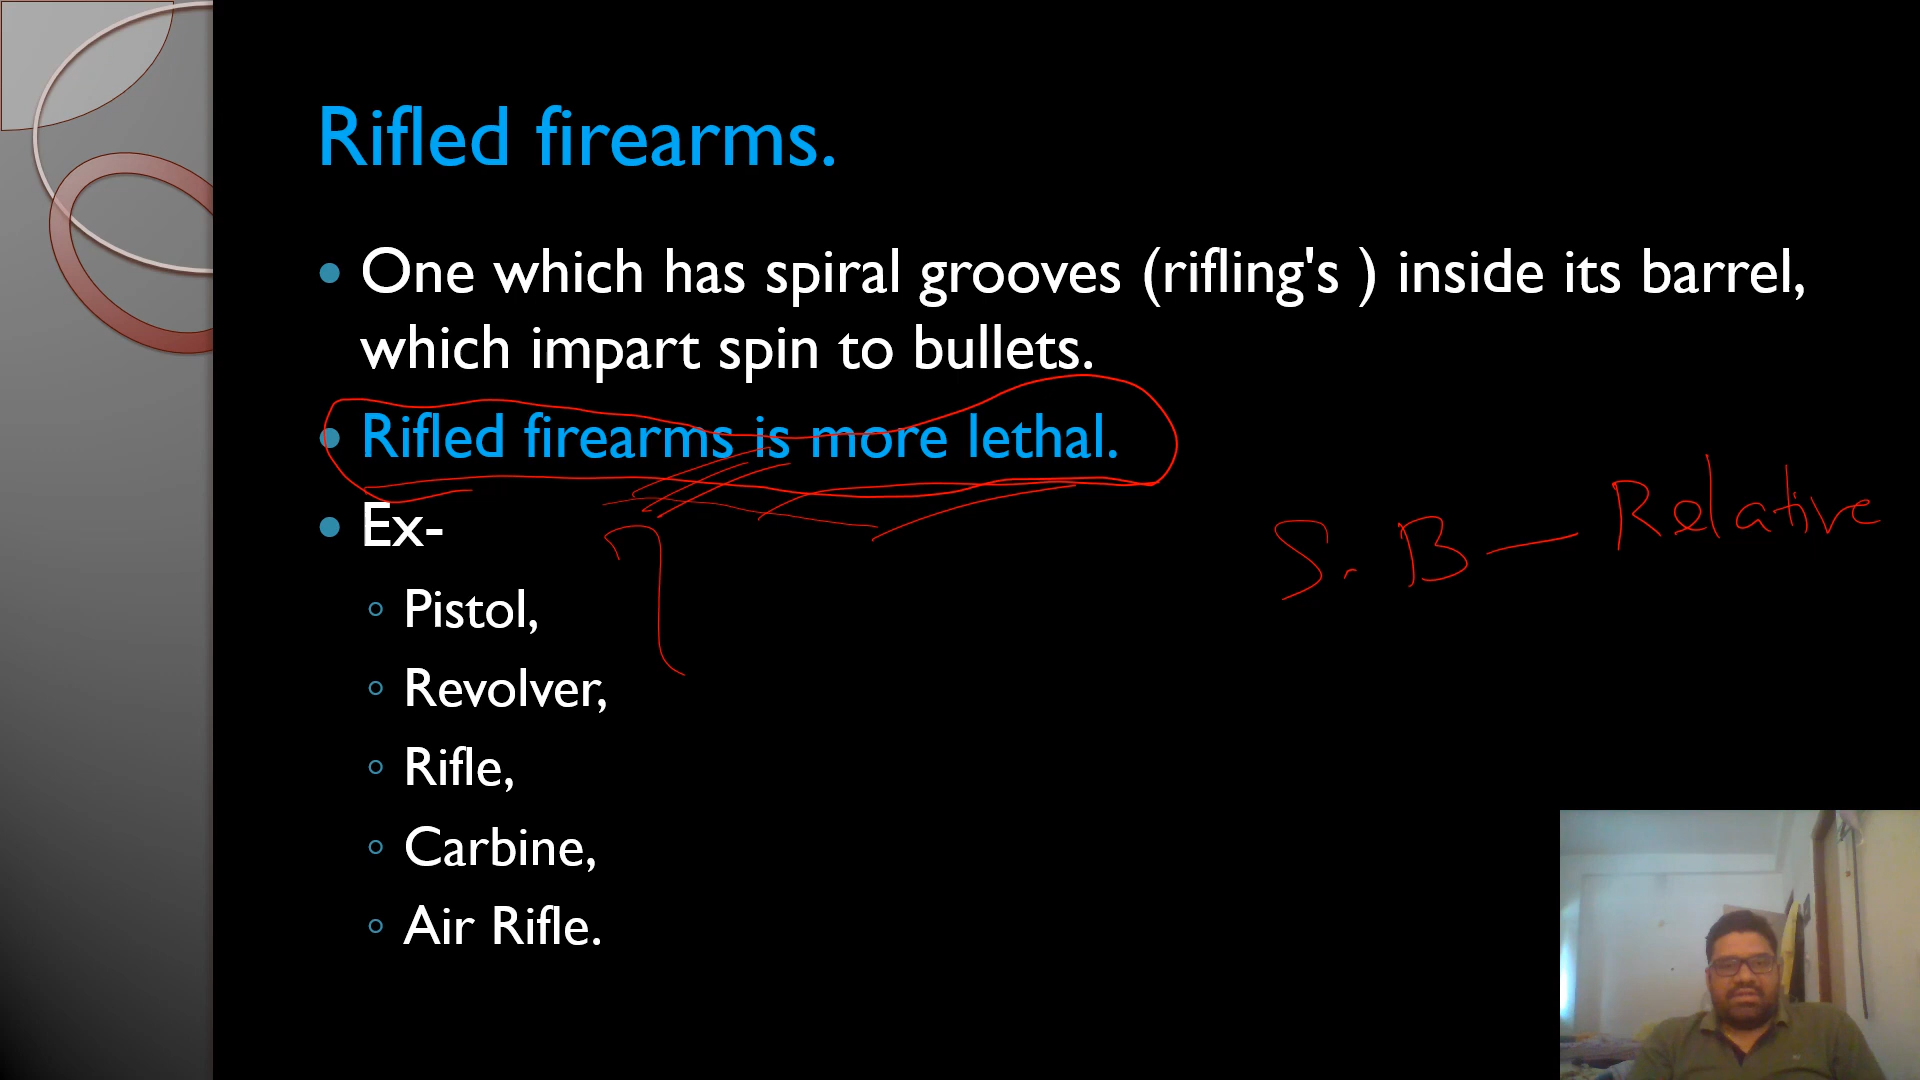 Rifled firearms.
One which has spiral grooves (rifling's ) inside its barrel,
which impart spin to bullets.
Rifled firearms is more lethal.
S. B — Relative
Ex-
Pistol,
Revolver,
Rifle,
Carbine,
Air Rifle.